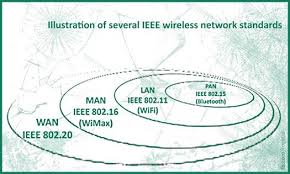 Illustration of several IEEE wireless network standards
PAN
IEEE 802.15
(Bluetooth)
LAN
IEEE 802.11
(WiFi)
MAN
IEEE 802.16
(WiMax)
WAN
IEEE 802.20